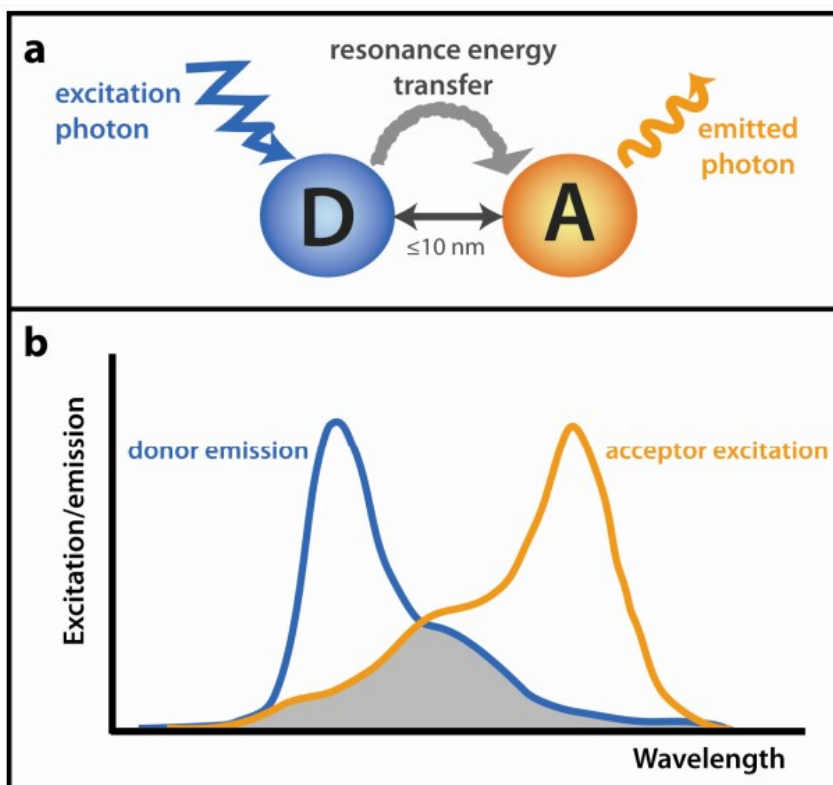 a
resonance energy
transfer
excitation
photon
emitted
photon
D
A
≤10 nm
b
Excitation/emission
donor emission
acceptor excitation
Wavelength